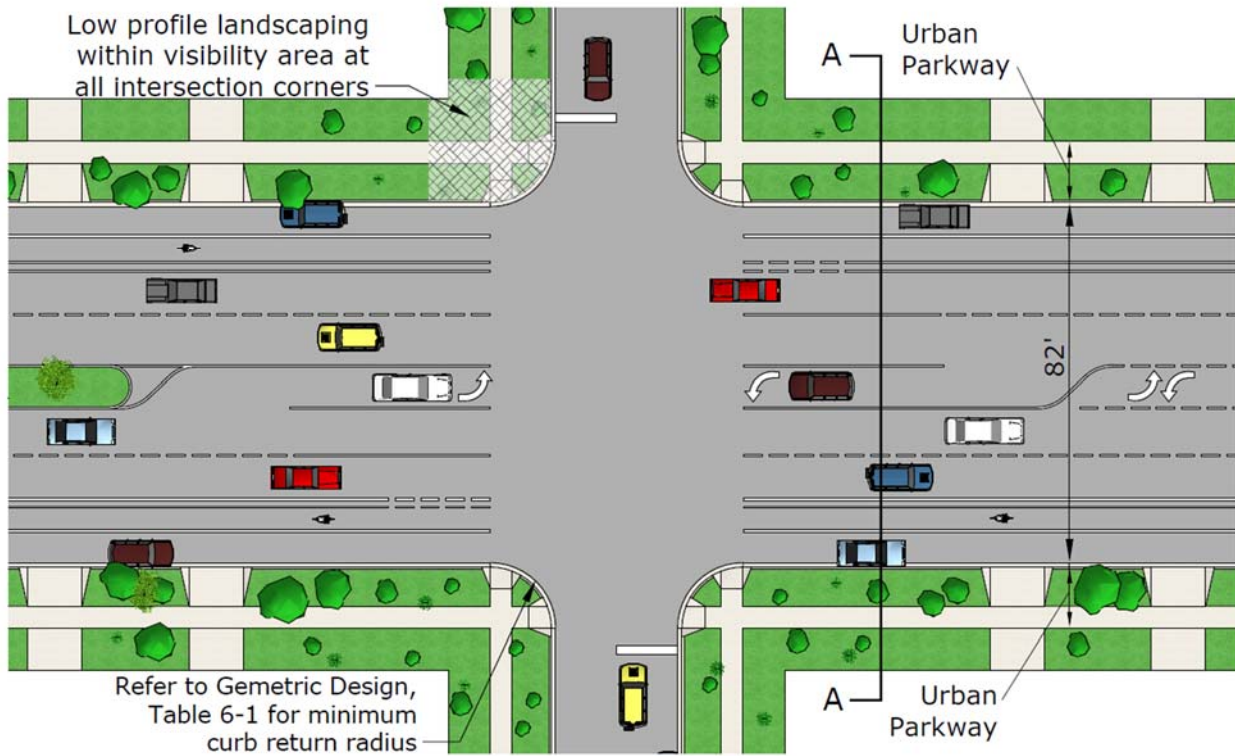 Low profile landscaping
within visibility area at
all intersection corners
A
Urban
Parkway
82'
Refer to Gemetric Design,
Table 6-1 for minimum
curb return radius
A
Urban
Parkway